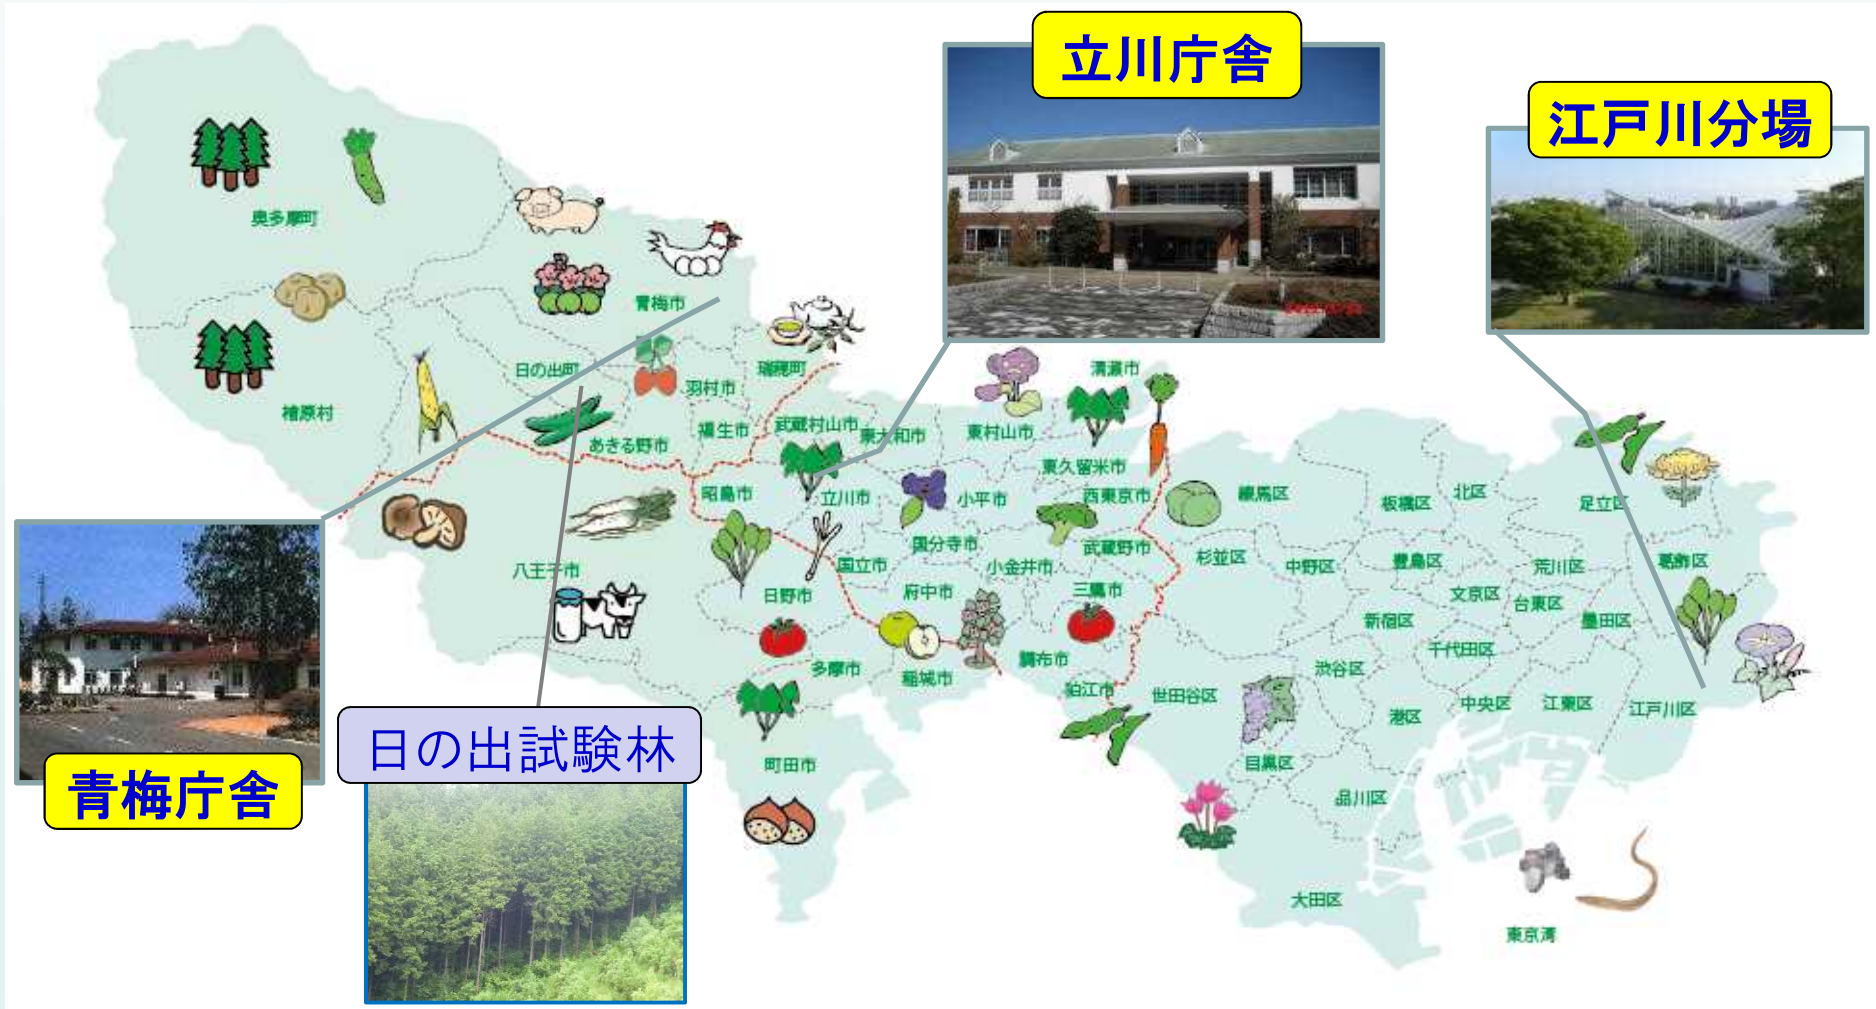 立川庁舎
江戸川分場
奥多摩町
青梅市
清瀬市
日の出町
瑞穂町
羽村市
檜原村
あきる野市
福生市
武蔵村山市
東大和市
東村山市
東久留米市
昭島市
立川市
小平市
西東京市
練馬区
板橋区
北区
足立区
国分寺市
武蔵野市
八王子市
国立市
小金井市
杉並区
中野区
豊島区
荒川区
葛飾区
日野市
府中市
三鷹市
文京区
台東区
新宿区
墨田区
千代田区
多摩市
稲城市
調布市
狛江市
世田谷区
渋谷区
港区
中央区
江東区
江戸川区
日の出試験林
町田市
目黒区
青梅庁舎
品川区
大田区
東京湾